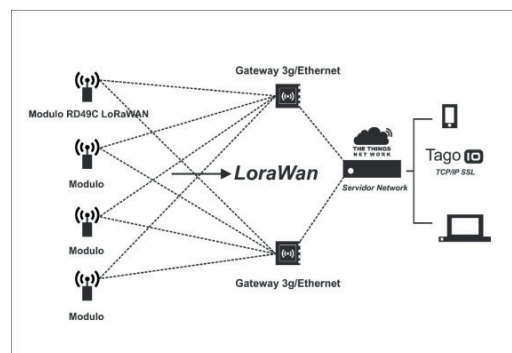 Gateway 3g/Ethernet
Modulo RD49C LoRaWAN
THE THINGS
NETWORK
LoraWan
Tago IO
TCP/IP SSL
Modulo
Servidor Network
Modulo
Gateway 3g/Ethernet
Modulo